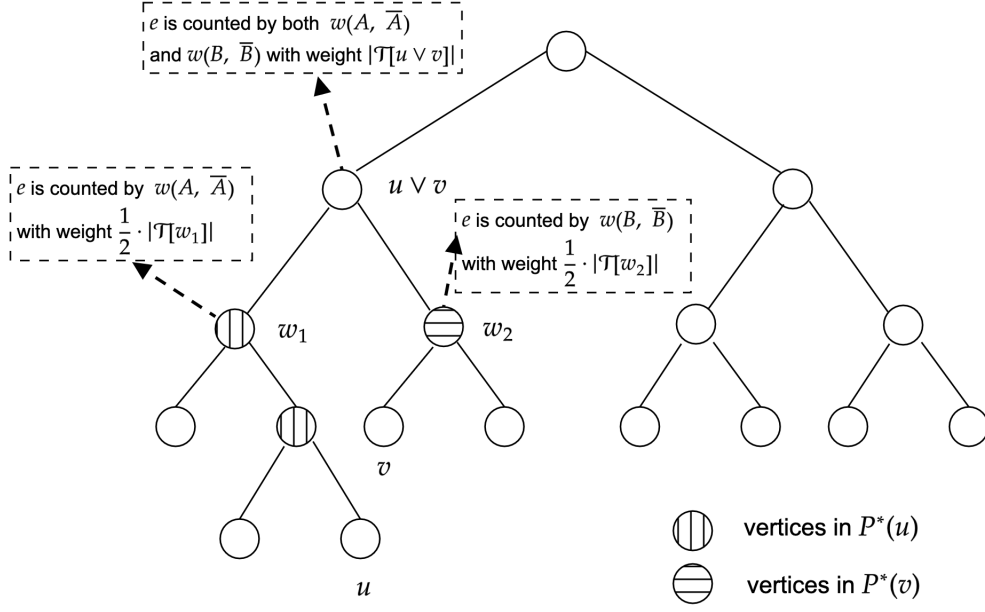 e is counted by both w(A, A̅)
and w(B, B̅) with weight |𝒯[u ∨ v]|
e is counted by w(A, A̅)
with weight 1/2 · |𝒯[w₁]|
u ∨ v
e is counted by w(B, B̅)
with weight 1/2 · |𝒯[w₂]|
w₁
w₂
v
u
vertices in P*(u)
vertices in P*(v)